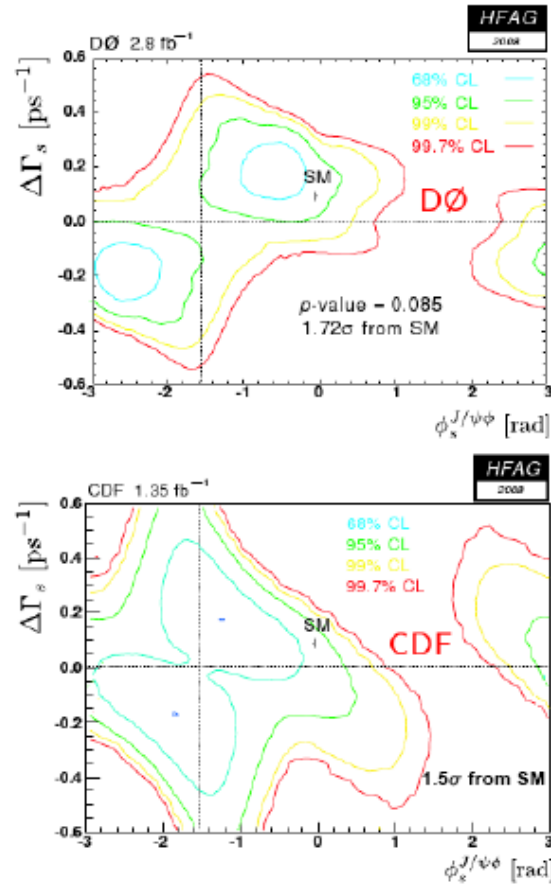 HFAG
2008
DØ 2.8 fb⁻¹
ΔΓₛ [ps⁻¹]
0.6
0.4
0.2
0.0
-0.2
-0.4
-0.6
68% CL
95% CL
99% CL
99.7% CL
SM
DØ
p-value = 0.085
1.72σ from SM
-3 -2 -1 0 1 2 3
ϕₛ^{J/ψϕ} [rad]
HFAG
2008
CDF 1.35 fb⁻¹
ΔΓₛ [ps⁻¹]
0.6
0.4
0.2
0.0
-0.2
-0.4
-0.6
68% CL
95% CL
99% CL
99.7% CL
SM
CDF
1.5σ from SM
-3 -2 -1 0 1 2 3
ϕₛ^{J/ψϕ} [rad]